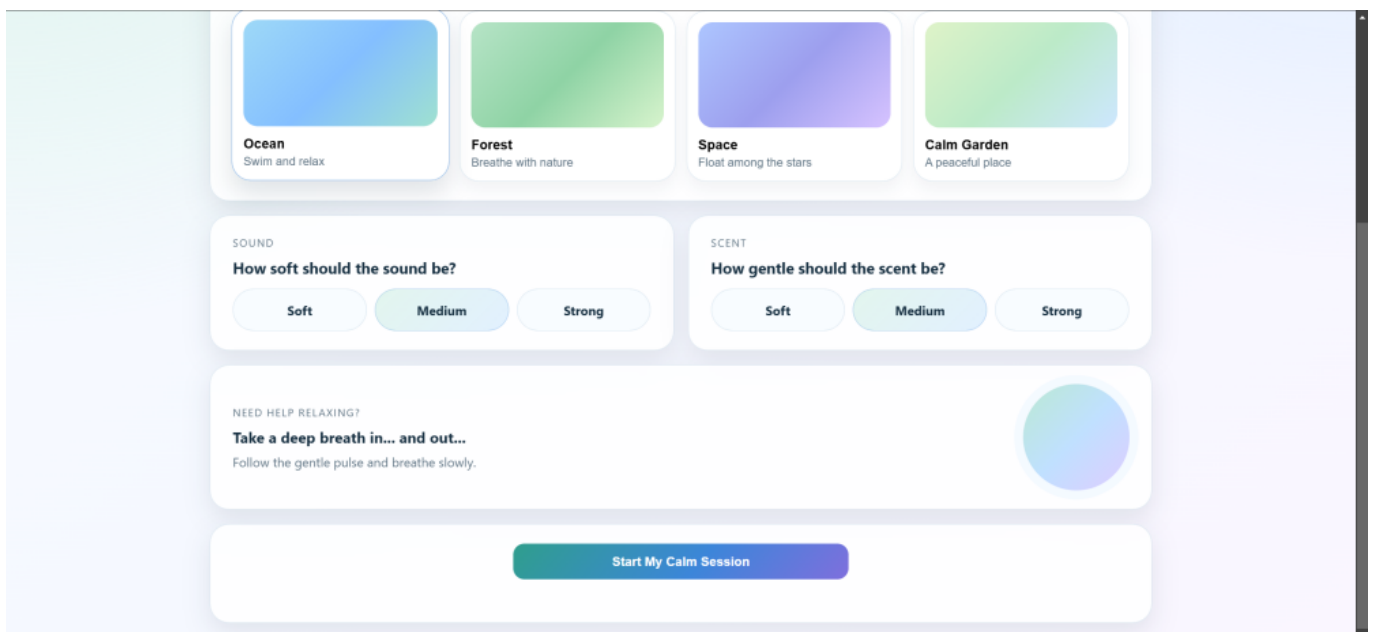 Ocean
Swim and relax
Forest
Breathe with nature
Space
Float among the stars
Calm Garden
A peaceful place
SOUND
How soft should the sound be?
Soft
Medium
Strong
SCENT
How gentle should the scent be?
Soft
Medium
Strong
NEED HELP RELAXING?
Take a deep breath in... and out...
Follow the gentle pulse and breathe slowly.
Start My Calm Session